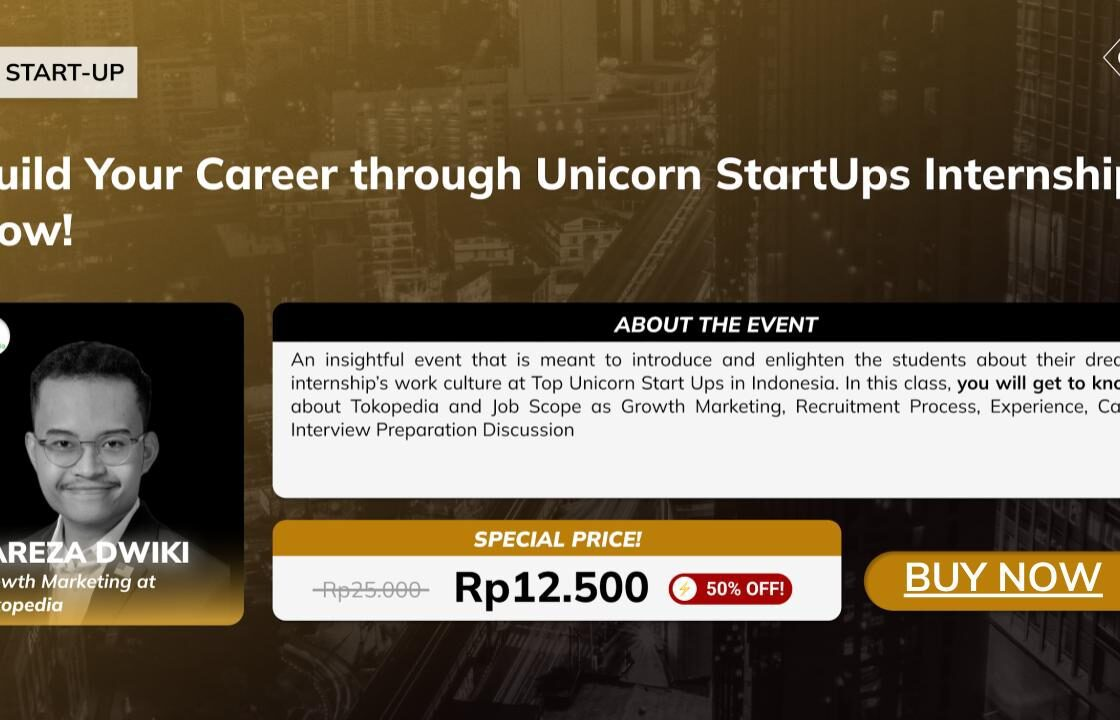 START-UP
uild Your Career through Unicorn StartUps Internship
ow!
ABOUT THE EVENT
An insightful event that is meant to introduce and enlighten the students about their drea
internship's work culture at Top Unicorn Start Ups in Indonesia. In this class, you will get to kno
about Tokopedia and Job Scope as Growth Marketing, Recruitment Process, Experience, Ca
Interview Preparation Discussion
AREZA DWIKI
wth Marketing at
opedia
SPECIAL PRICE!
Rp25.000 Rp12.500 50% OFF!
BUY NOW